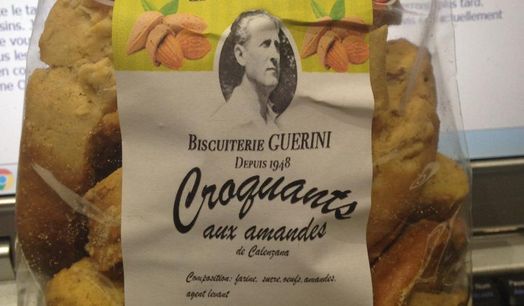 BISCUITERIE GUERINI
DEPUIS 1948
Croquants
aux amandes
de Calenzana
Composition: farine, sucre, oeufs, amandes,
agent levant